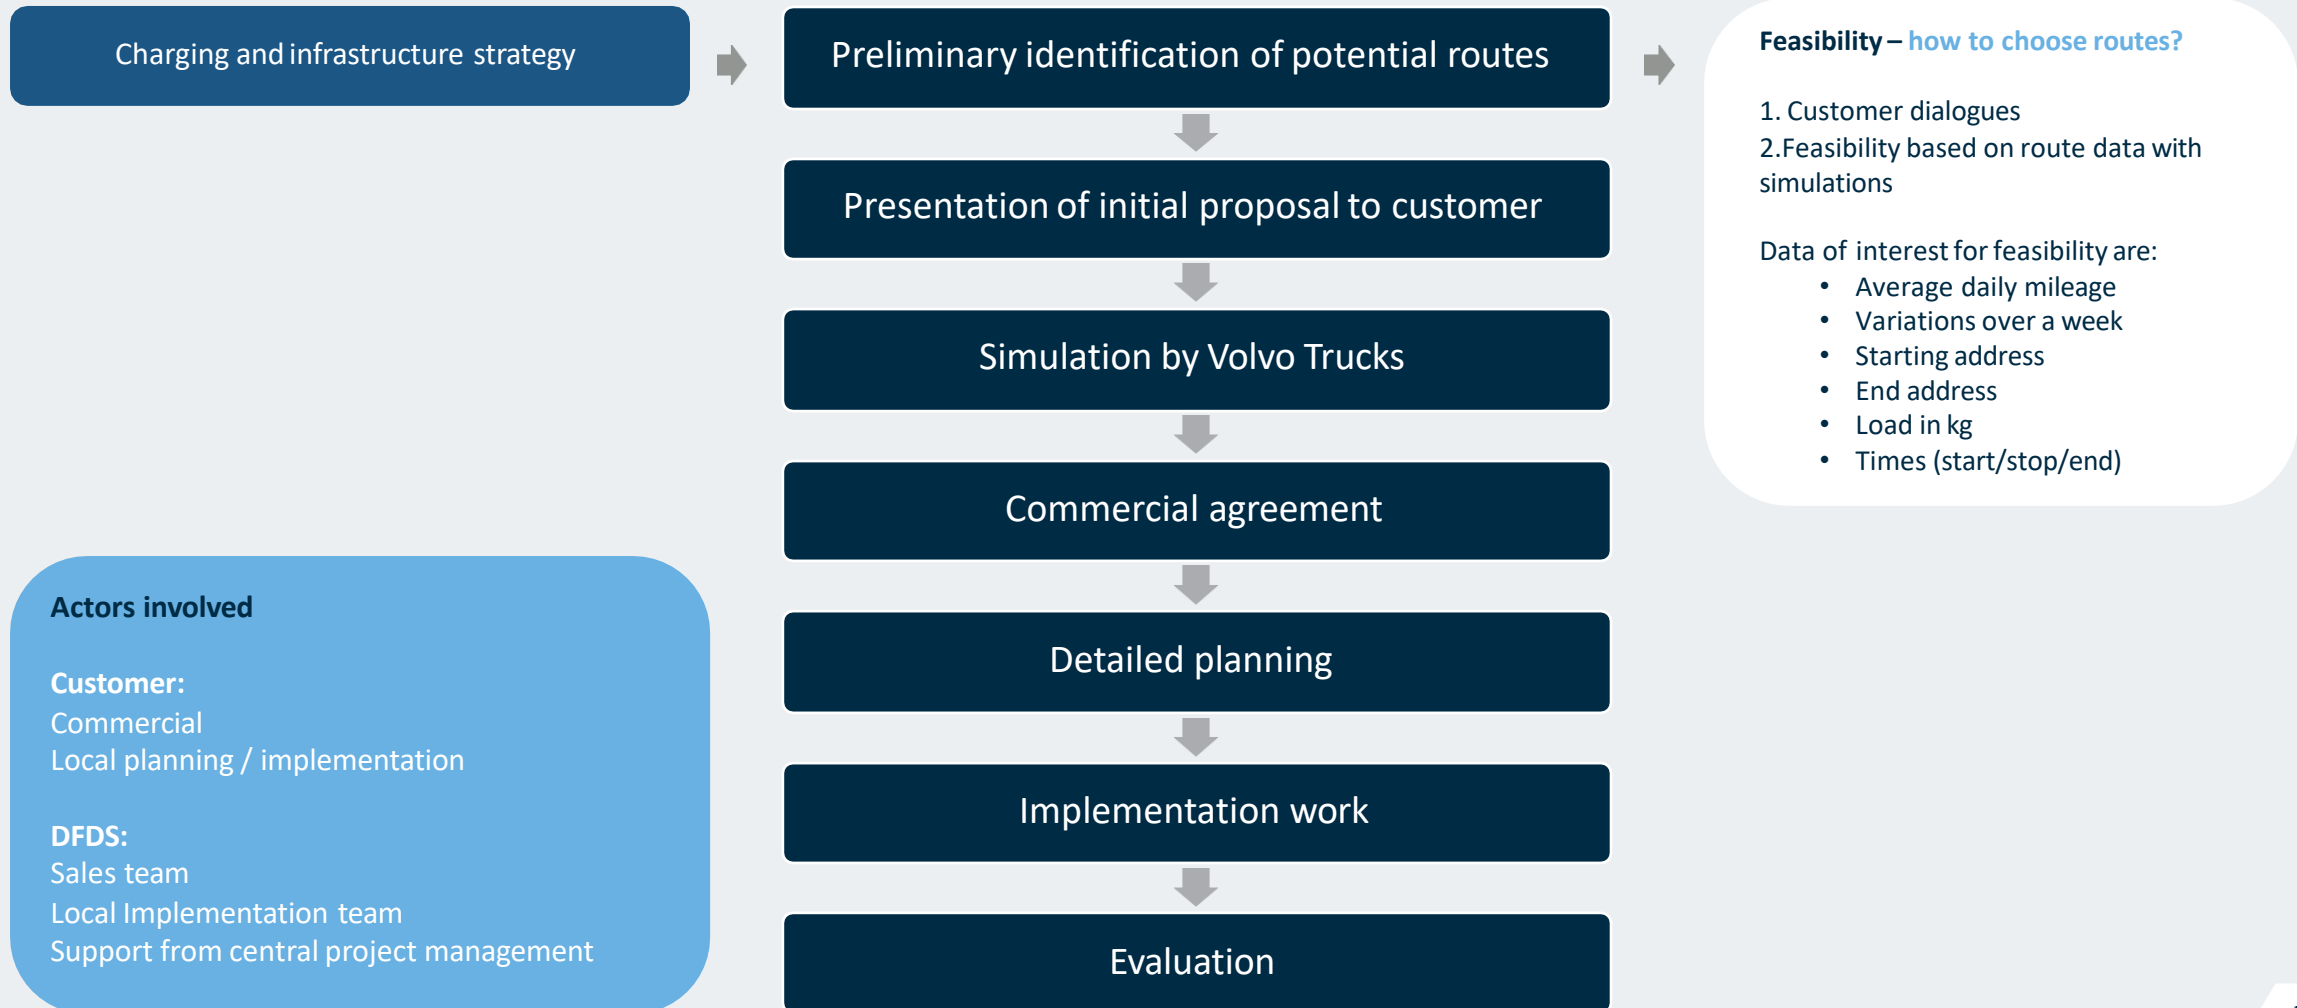 Charging and infrastructure strategy
Preliminary identification of potential routes
Presentation of initial proposal to customer
Simulation by Volvo Trucks
Commercial agreement
Detailed planning
Implementation work
Evaluation
Feasibility – how to choose routes?
1. Customer dialogues
2.Feasibility based on route data with
simulations
Data of interest for feasibility are:
• Average daily mileage
• Variations over a week
• Starting address
• End address
• Load in kg
• Times (start/stop/end)
Actors involved
Customer:
Commercial
Local planning / implementation
DFDS:
Sales team
Local Implementation team
Support from central project management